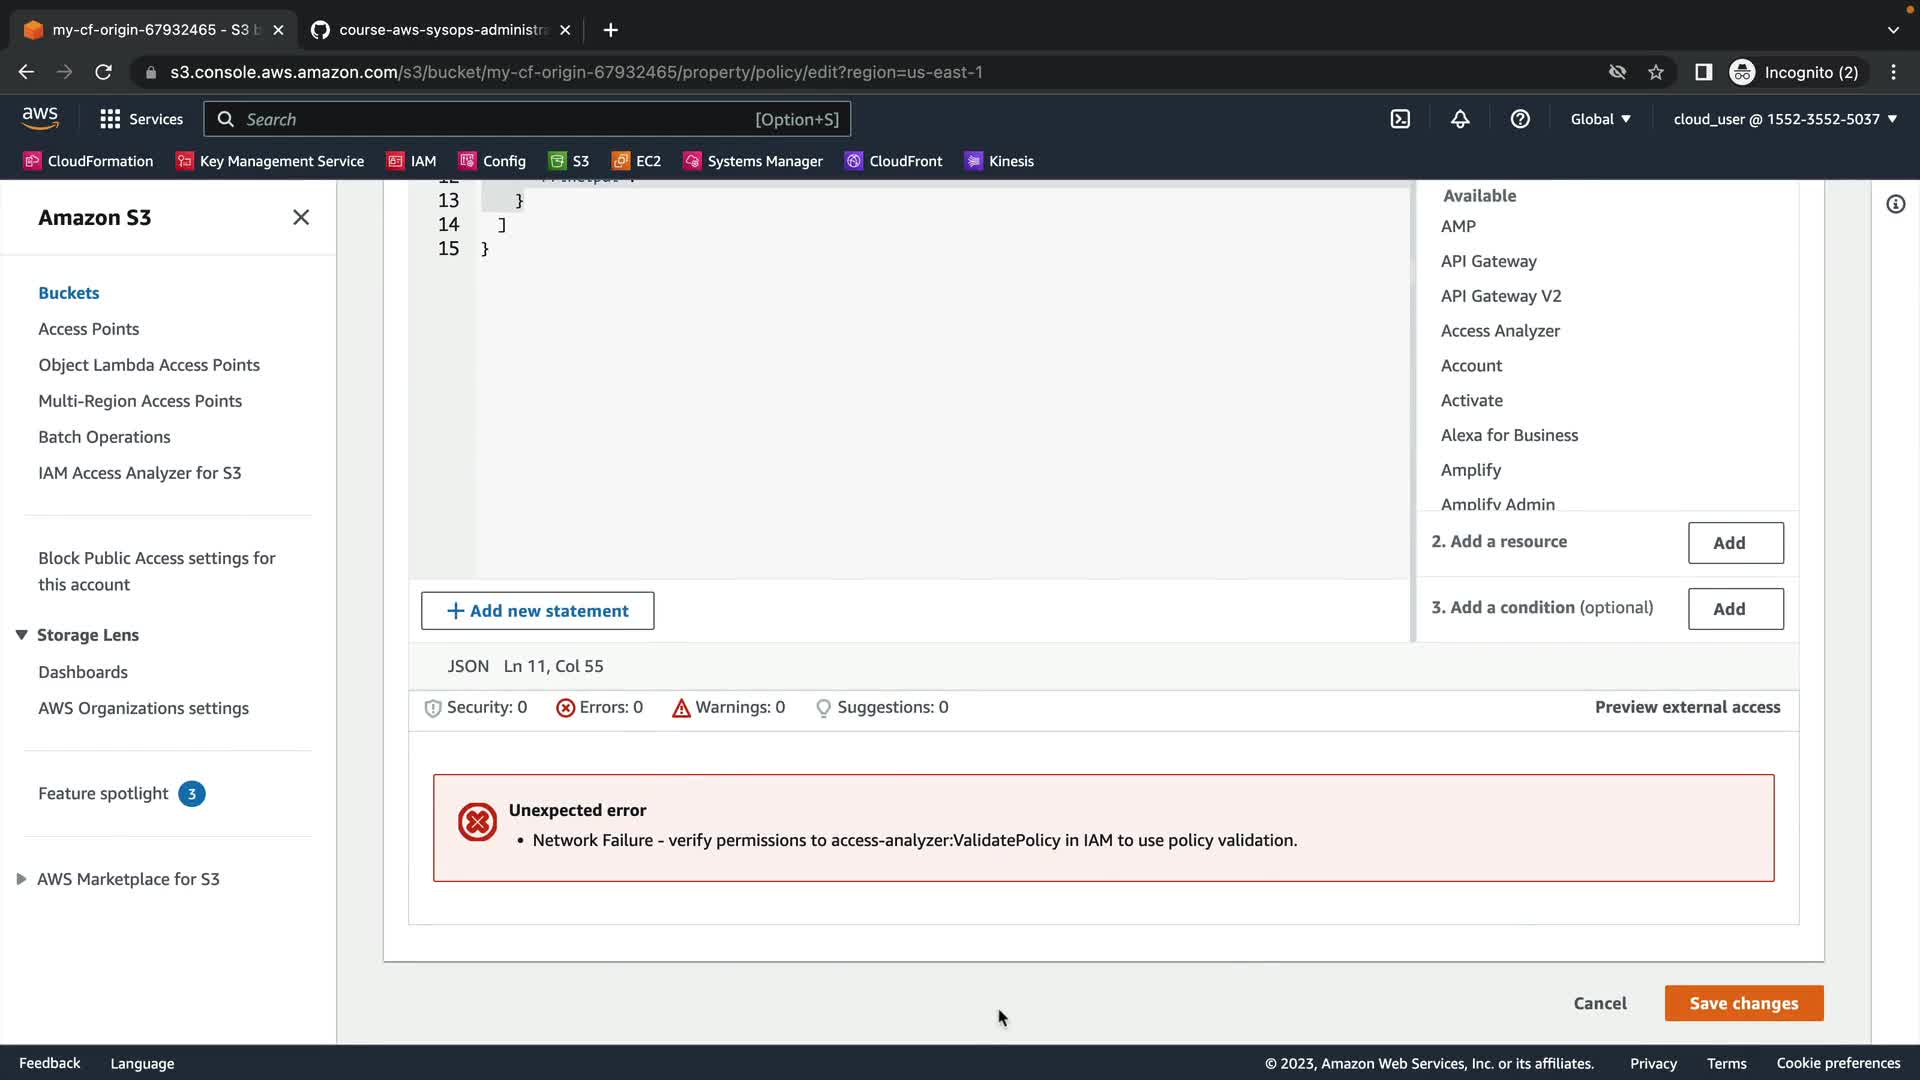 my-cf-origin-67932465 - S3 b
course-aws-sysops-administra
s3.console.aws.amazon.com/s3/bucket/my-cf-origin-67932465/property/policy/edit?region=us-east-1
Incognito (2)
aws
Services
Search
[Option+S]
Global
cloud_user @ 1552-3552-5037
CloudFormation
Key Management Service
IAM
Config
S3
EC2
Systems Manager
CloudFront
Kinesis
Amazon S3
Buckets
Access Points
Object Lambda Access Points
Multi-Region Access Points
Batch Operations
IAM Access Analyzer for S3
Block Public Access settings for
this account
Storage Lens
Dashboards
AWS Organizations settings
Feature spotlight 3
AWS Marketplace for S3
13 }
14 ]
15 }
Available
AMP
API Gateway
API Gateway V2
Access Analyzer
Account
Activate
Alexa for Business
Amplify
Amplify Admin
2. Add a resource
Add
3. Add a condition (optional)
Add
+ Add new statement
JSON Ln 11, Col 55
Security: 0
Errors: 0
Warnings: 0
Suggestions: 0
Preview external access
Unexpected error
• Network Failure - verify permissions to access-analyzer:ValidatePolicy in IAM to use policy validation.
Cancel
Save changes
Feedback
Language
© 2023, Amazon Web Services, Inc. or its affiliates.
Privacy
Terms
Cookie preferences